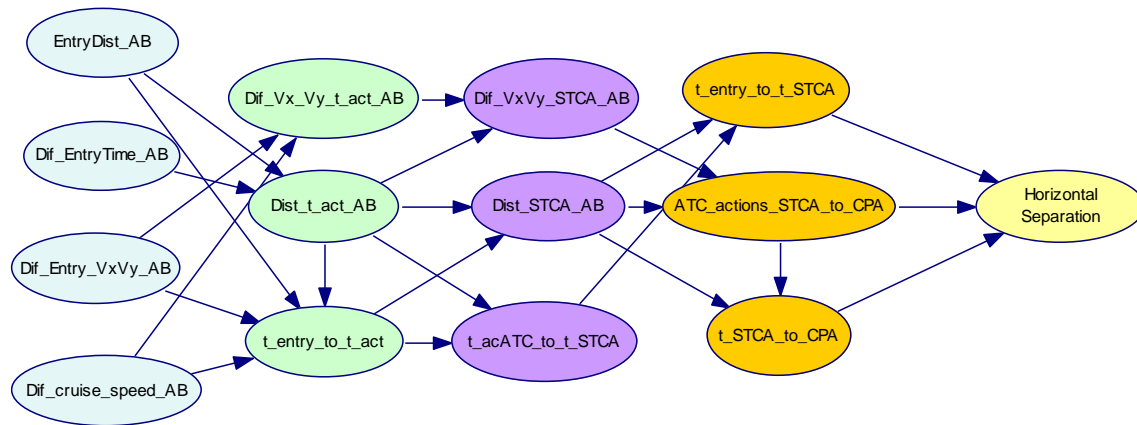 EntryDist_AB
Dif_EntryTime_AB
Dif_Entry_VxVy_AB
Dif_cruise_speed_AB
Dif_Vx_Vy_t_act_AB
Dist_t_act_AB
t_entry_to_t_act
Dif_VxVy_STCA_AB
Dist_STCA_AB
t_acATC_to_t_STCA
t_entry_to_t_STCA
ATC_actions_STCA_to_CPA
t_STCA_to_CPA
Horizontal
Separation